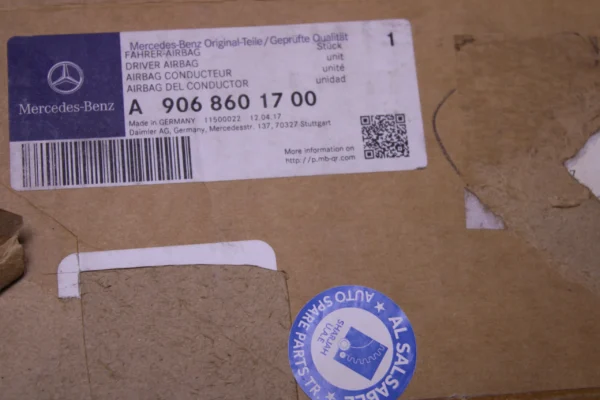 Mercedes-Benz Original-Teile/Geprüfte Qualität
FAHRER-AIRBAG Stück 1
DRIVER AIRBAG unit
AIRBAG CONDUCTEUR unité
AIRBAG DEL CONDUCTOR unidad
Mercedes-Benz
A 906 860 17 00
Made in GERMANY 11500022 12.04.17
Daimler AG, Germany, Mercedesstr. 137, 70327 Stuttgart
More information on
http://p.mb-qr.com
AL SALSABEE
AUTO SPARE PARTS TR.
SHARJAH
U.A.E.